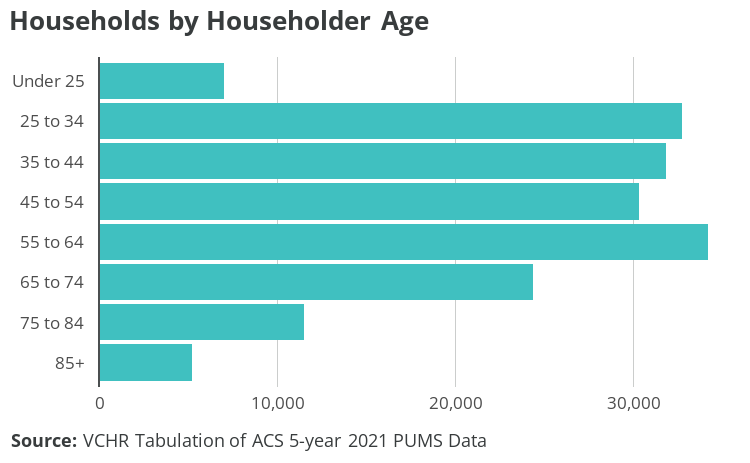 Households by Householder Age
Under 25
25 to 34
35 to 44
45 to 54
55 to 64
65 to 74
75 to 84
85+
0 10,000 20,000 30,000
Source: VCHR Tabulation of ACS 5-year 2021 PUMS Data